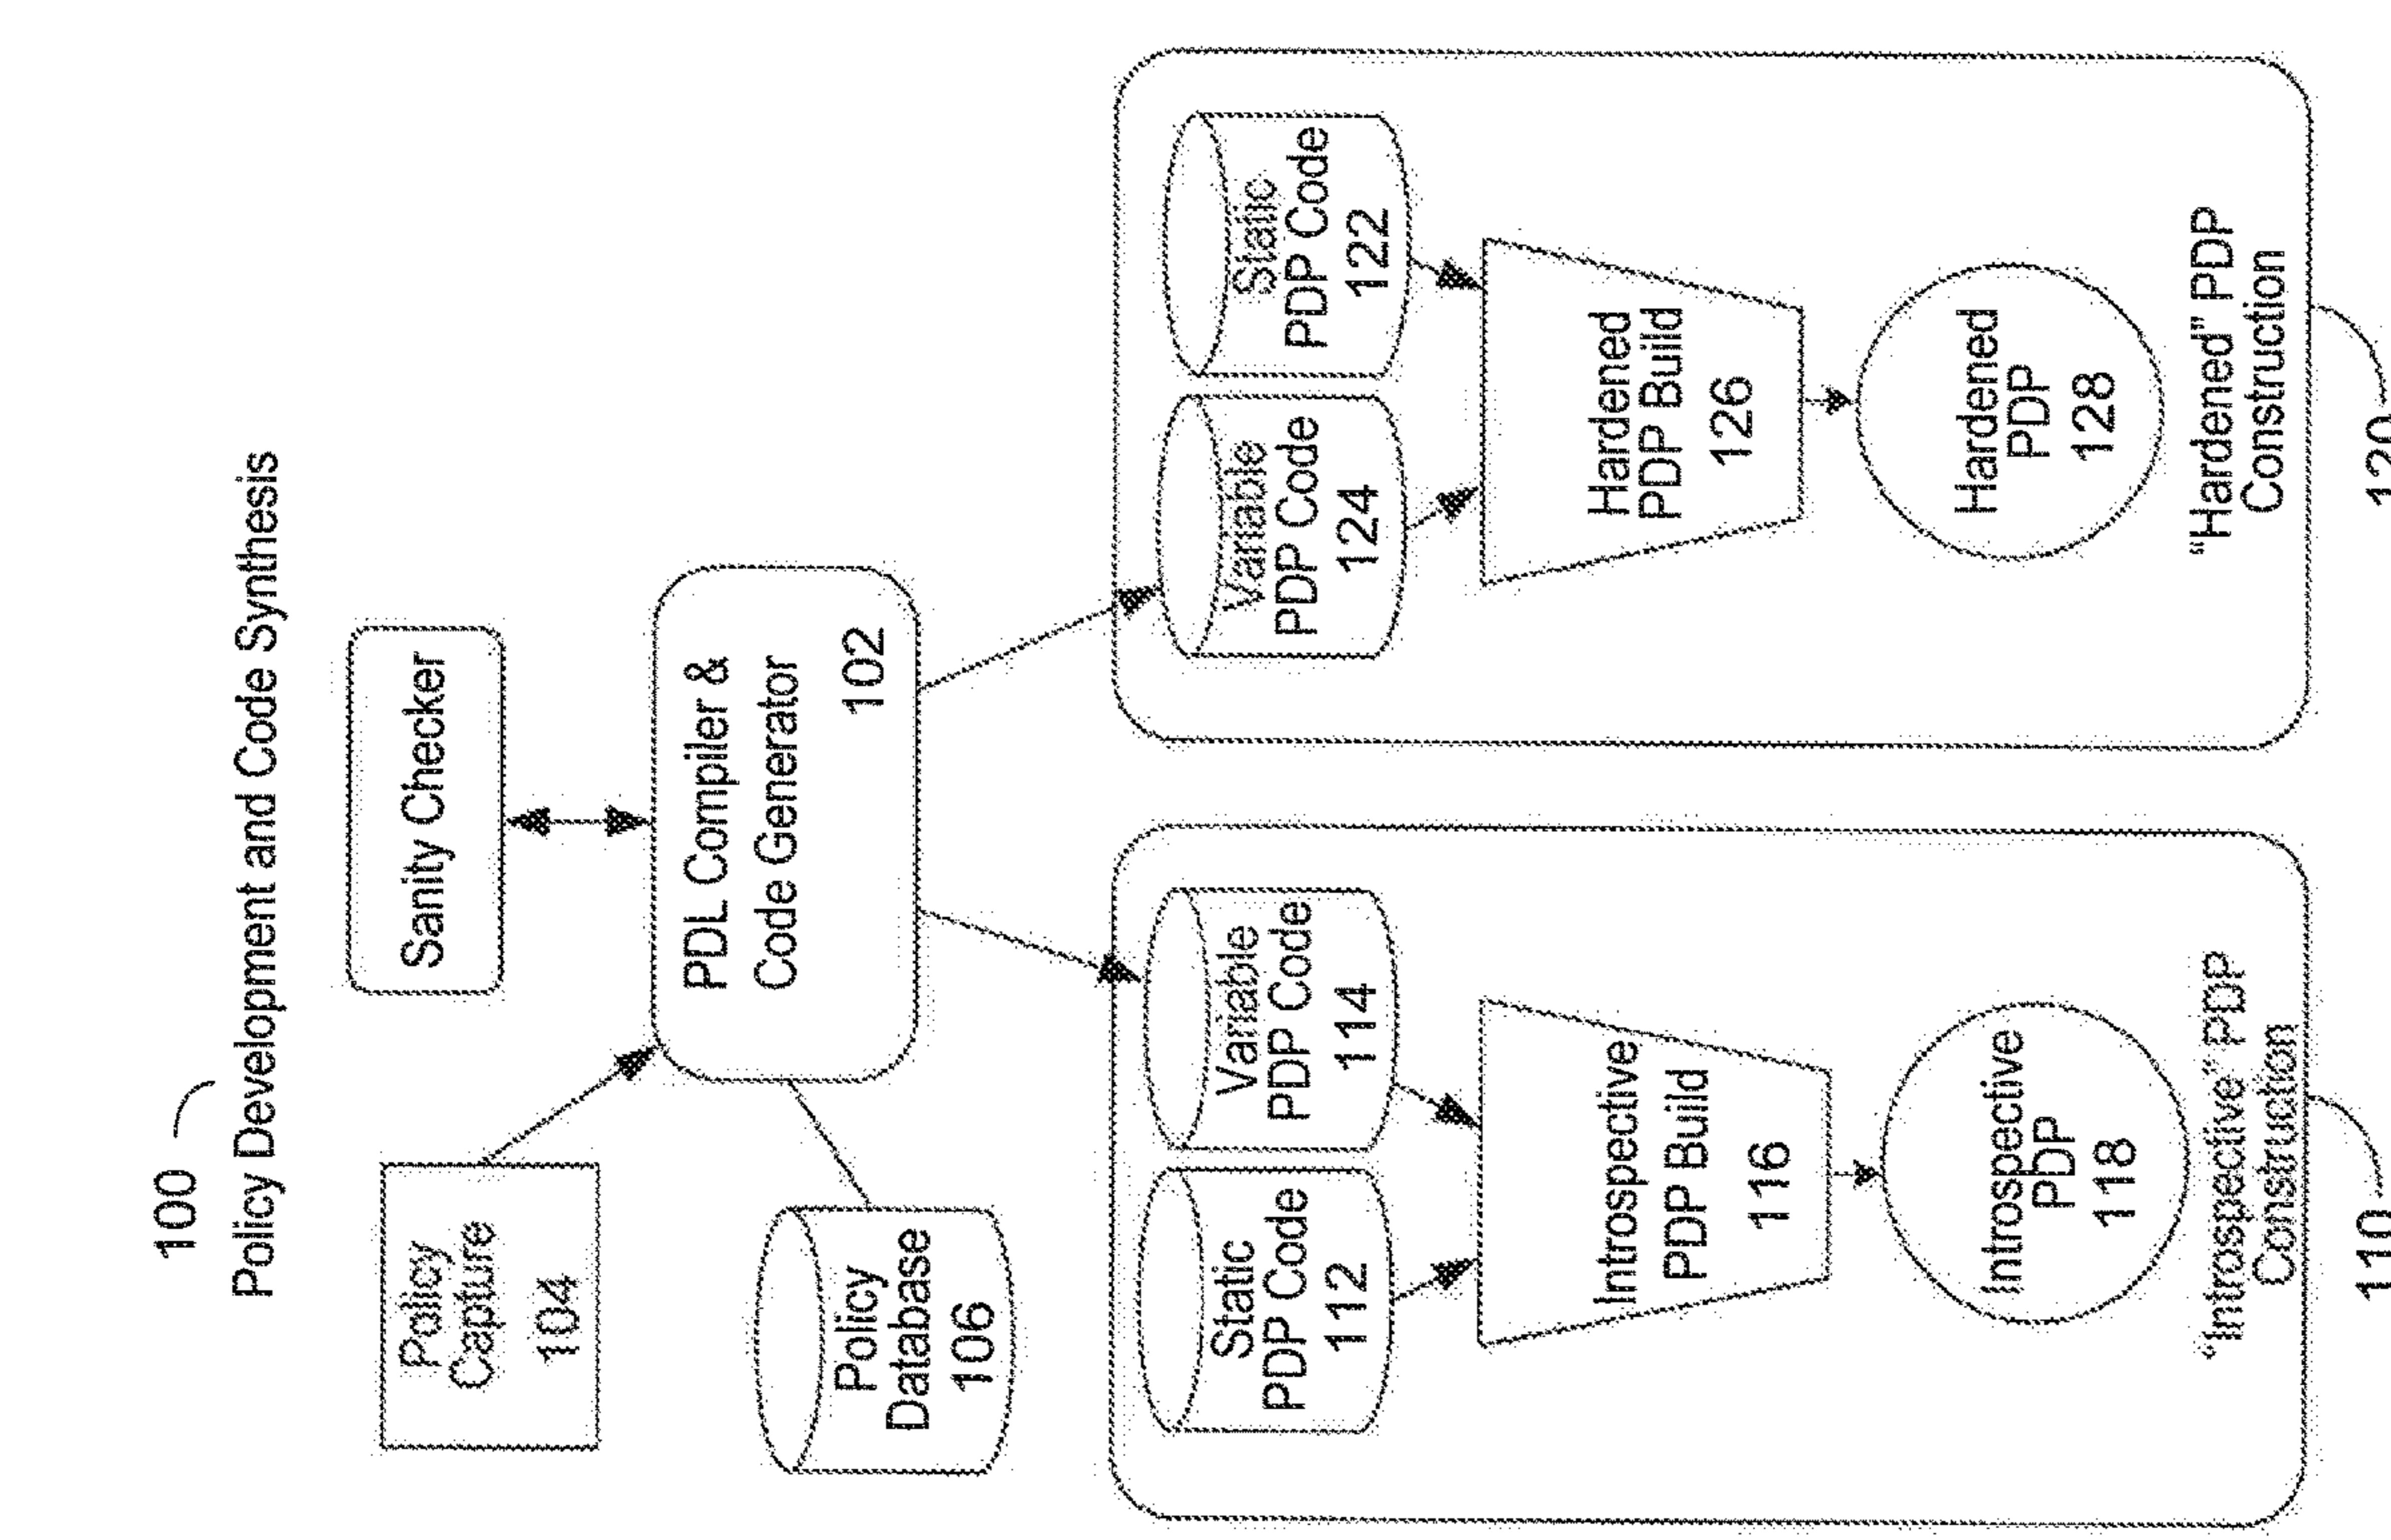 100
Policy Development and Code Synthesis
Policy
Capture
104
Sanity Checker
Policy
Database
106
PDL Compiler &
Code Generator
102
Static
PDP Code
112
Variable
PDP Code
114
Introspective
PDP Build
116
Introspective
PDP
118
“Introspective” PDP
Construction
110
Variable
PDP Code
124
Static
PDP Code
122
Hardened
PDP Build
126
Hardened
PDP
128
“Hardened” PDP
Construction
120